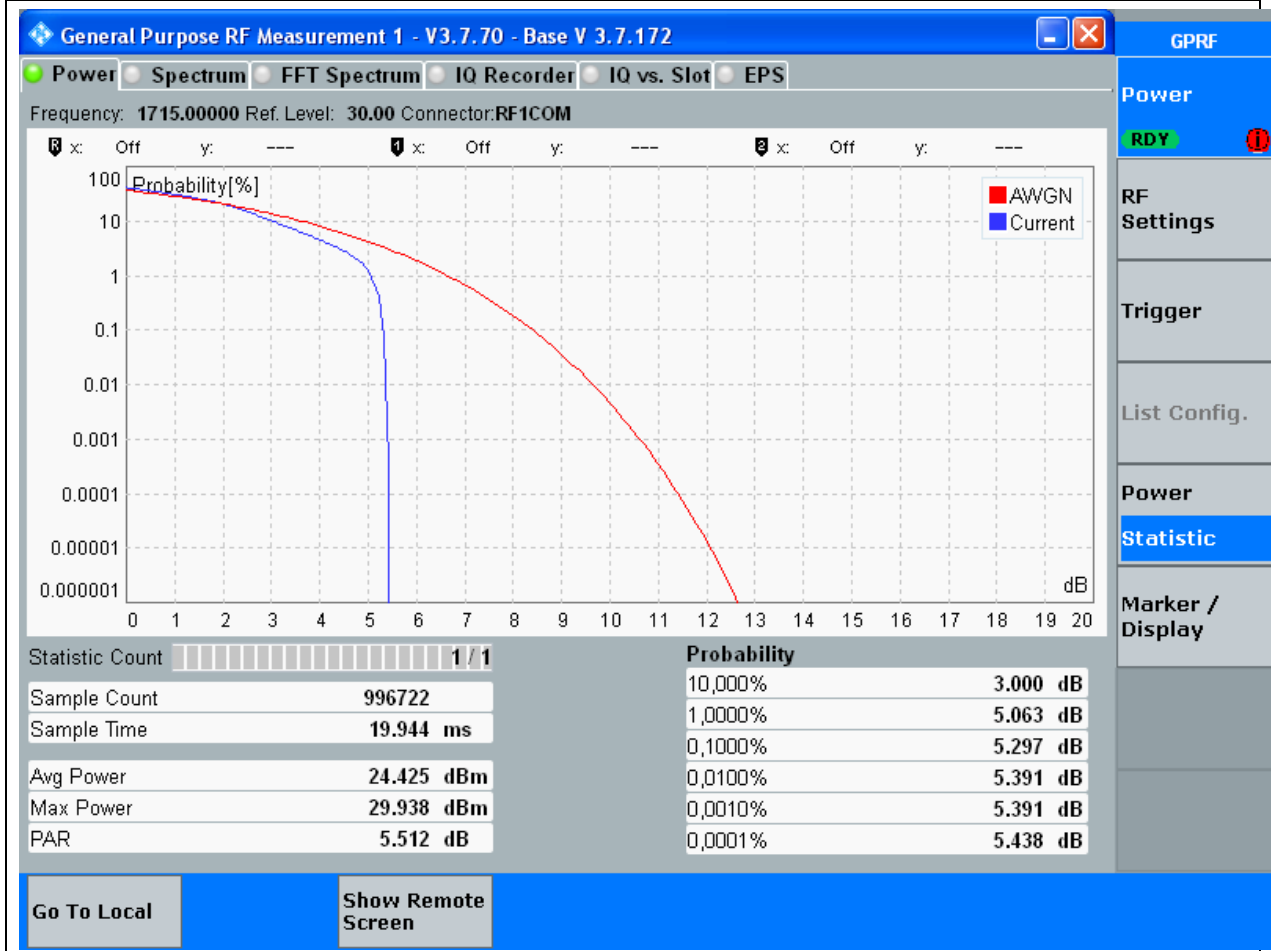 General Purpose RF Measurement 1 - V3.7.70 - Base V 3.7.172
GPRF
Power Spectrum FFT Spectrum IQ Recorder IQ vs. Slot EPS
Frequency: 1715.00000 Ref. Level: 30.00 Connector:RF1COM
R x: Off y: --- 1 x: Off y: --- 2 x: Off y: ---
Probability[%]
AWGN
Current
100
10
1
0.1
0.01
0.001
0.0001
0.00001
0.000001
dB
0 1 2 3 4 5 6 7 8 9 10 11 12 13 14 15 16 17 18 19 20
Statistic Count 1 / 1
Sample Count 996722
Sample Time 19.944 ms
Avg Power 24.425 dBm
Max Power 29.938 dBm
PAR 5.512 dB
Probability
10,000% 3.000 dB
1,0000% 5.063 dB
0,1000% 5.297 dB
0,0100% 5.391 dB
0,0010% 5.391 dB
0,0001% 5.438 dB
Power
RDY
RF
Settings
Trigger
List Config.
Power
Statistic
Marker /
Display
Go To Local
Show Remote
Screen